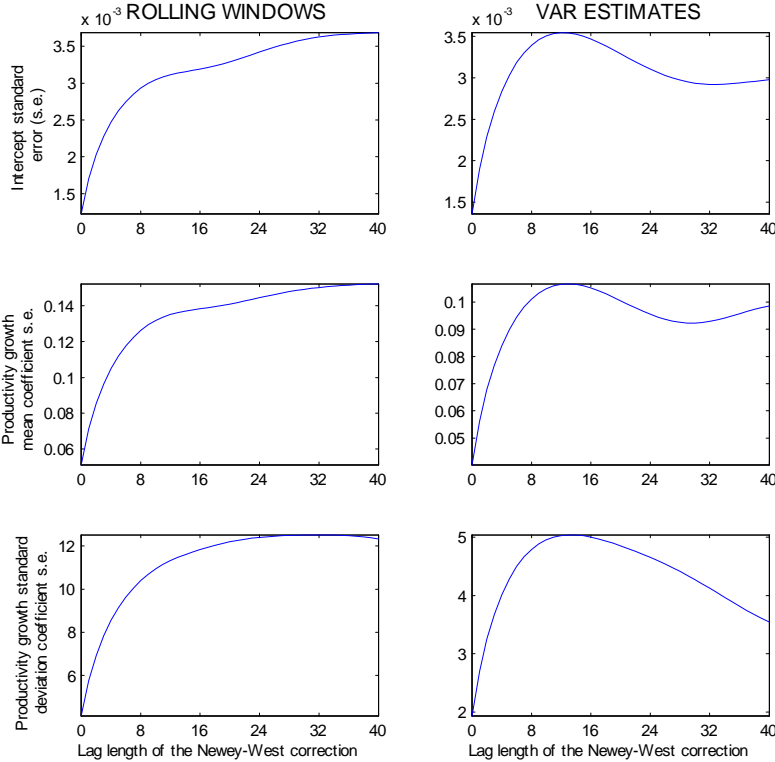 x 10-3 ROLLING WINDOWS
x 10-3 VAR ESTIMATES
3.5
3
2.5
2
1.5
Intercept standard
error (s.e.)
0 8 16 24 32 40
3.5
3
2.5
2
1.5
0 8 16 24 32 40
0.14
0.12
0.1
0.08
0.06
Productivity growth
mean coefficient s.e.
0 8 16 24 32 40
0.1
0.09
0.08
0.07
0.06
0.05
0 8 16 24 32 40
12
10
8
6
Productivity growth standard
deviation coefficient s.e.
0 8 16 24 32 40
Lag length of the Newey-West correction
5
4
3
2
0 8 16 24 32 40
Lag length of the Newey-West correction